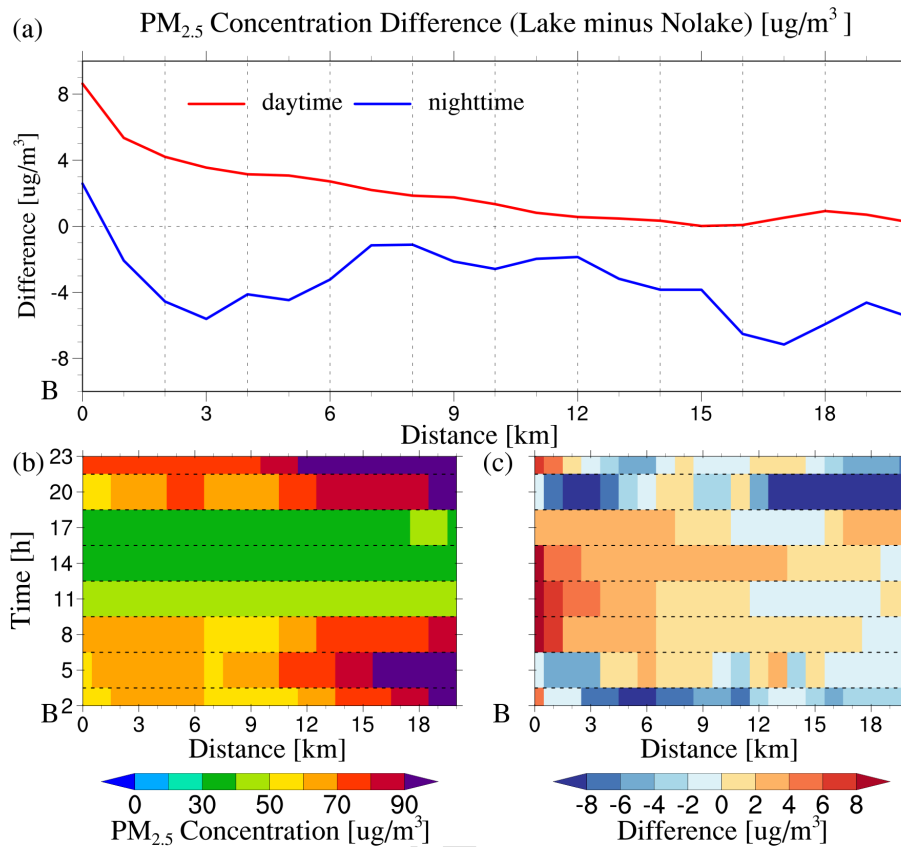 (a) PM2.5 Concentration Difference (Lake minus Nolake) [ug/m³ ]
daytime nighttime
Difference [ug/m³]
8
4
0
-4
-8
B
0 3 6 9 12 15 18
Distance [km]
(b)
Time [h]
23
20
17
14
11
8
5
2
B
0 3 6 9 12 15 18
Distance [km]
0 30 50 70 90
PM2.5 Concentration [ug/m³]
(c)
B
0 3 6 9 12 15 18
Distance [km]
-8 -6 -4 -2 0 2 4 6 8
Difference [ug/m³]